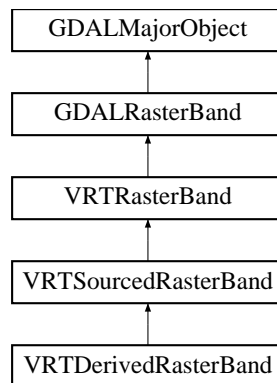 GDALMajorObject
GDALRasterBand
VRTRasterBand
VRTSourcedRasterBand
VRTDerivedRasterBand